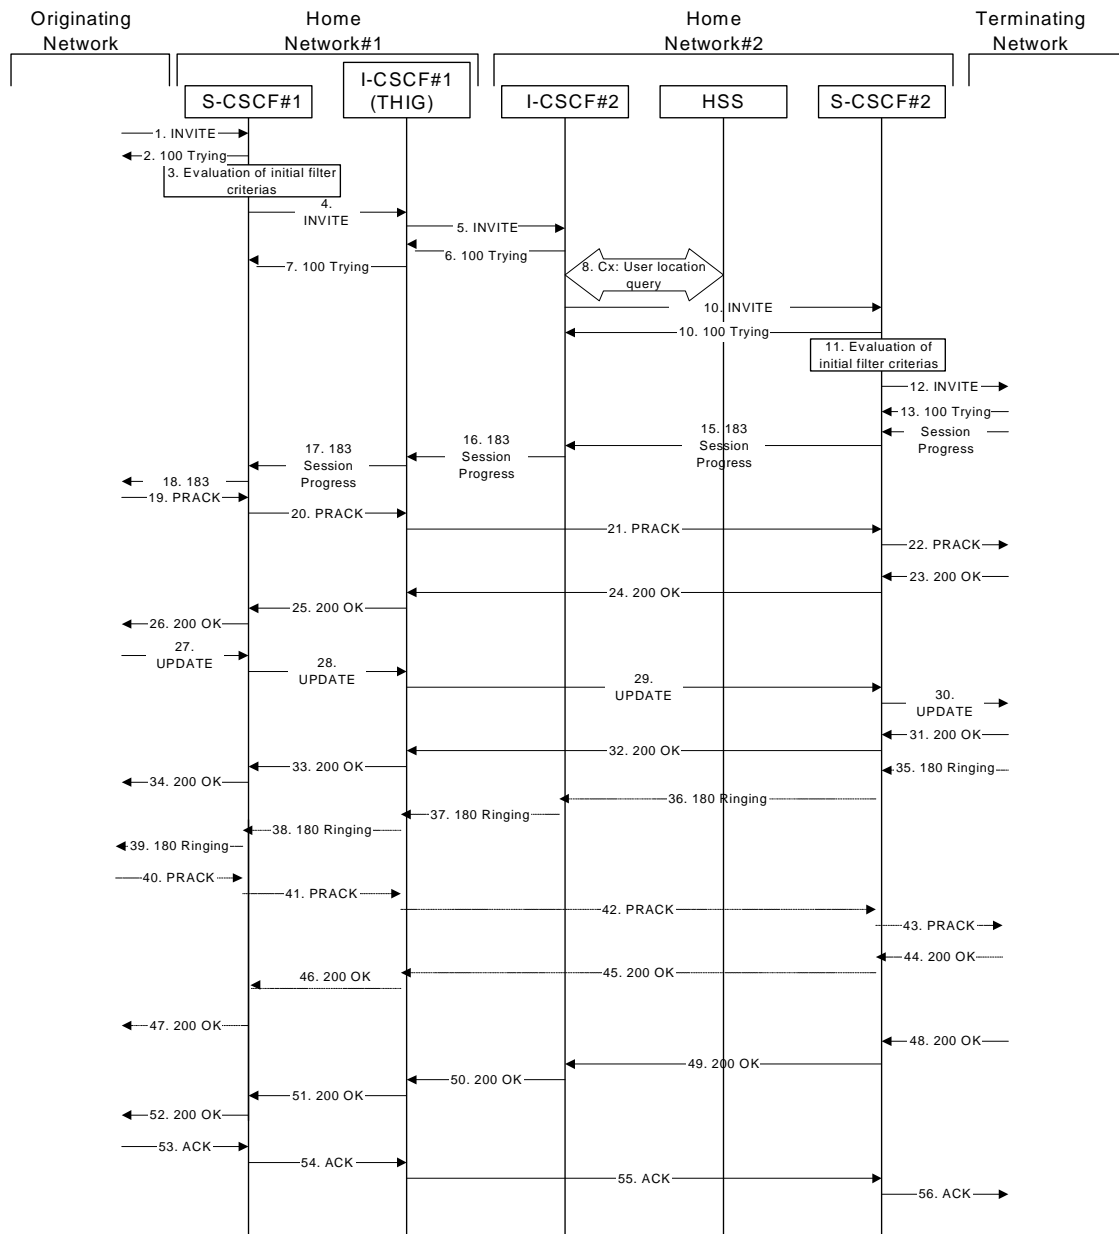 Originating
Network
Home
Network#1
Home
Network#2
Terminating
Network
S-CSCF#1
I-CSCF#1
(THIG)
I-CSCF#2
HSS
S-CSCF#2
1. INVITE
2. 100 Trying
3. Evaluation of initial filter
criterias
4.
INVITE
5. INVITE
6. 100 Trying
7. 100 Trying
8. Cx: User location
query
10. INVITE
10. 100 Trying
11. Evaluation of
initial filter criterias
12. INVITE
13. 100 Trying
Session
Progress
15. 183
Session
Progress
16. 183
Session
Progress
17. 183
Session
Progress
18. 183
19. PRACK
20. PRACK
21. PRACK
22. PRACK
23. 200 OK
24. 200 OK
25. 200 OK
26. 200 OK
27.
UPDATE
28.
UPDATE
29.
UPDATE
30.
UPDATE
31. 200 OK
32. 200 OK
33. 200 OK
34. 200 OK
35. 180 Ringing
36. 180 Ringing
37. 180 Ringing
38. 180 Ringing
39. 180 Ringing
40. PRACK
41. PRACK
42. PRACK
43. PRACK
44. 200 OK
45. 200 OK
46. 200 OK
47. 200 OK
48. 200 OK
49. 200 OK
50. 200 OK
51. 200 OK
52. 200 OK
53. ACK
54. ACK
55. ACK
56. ACK